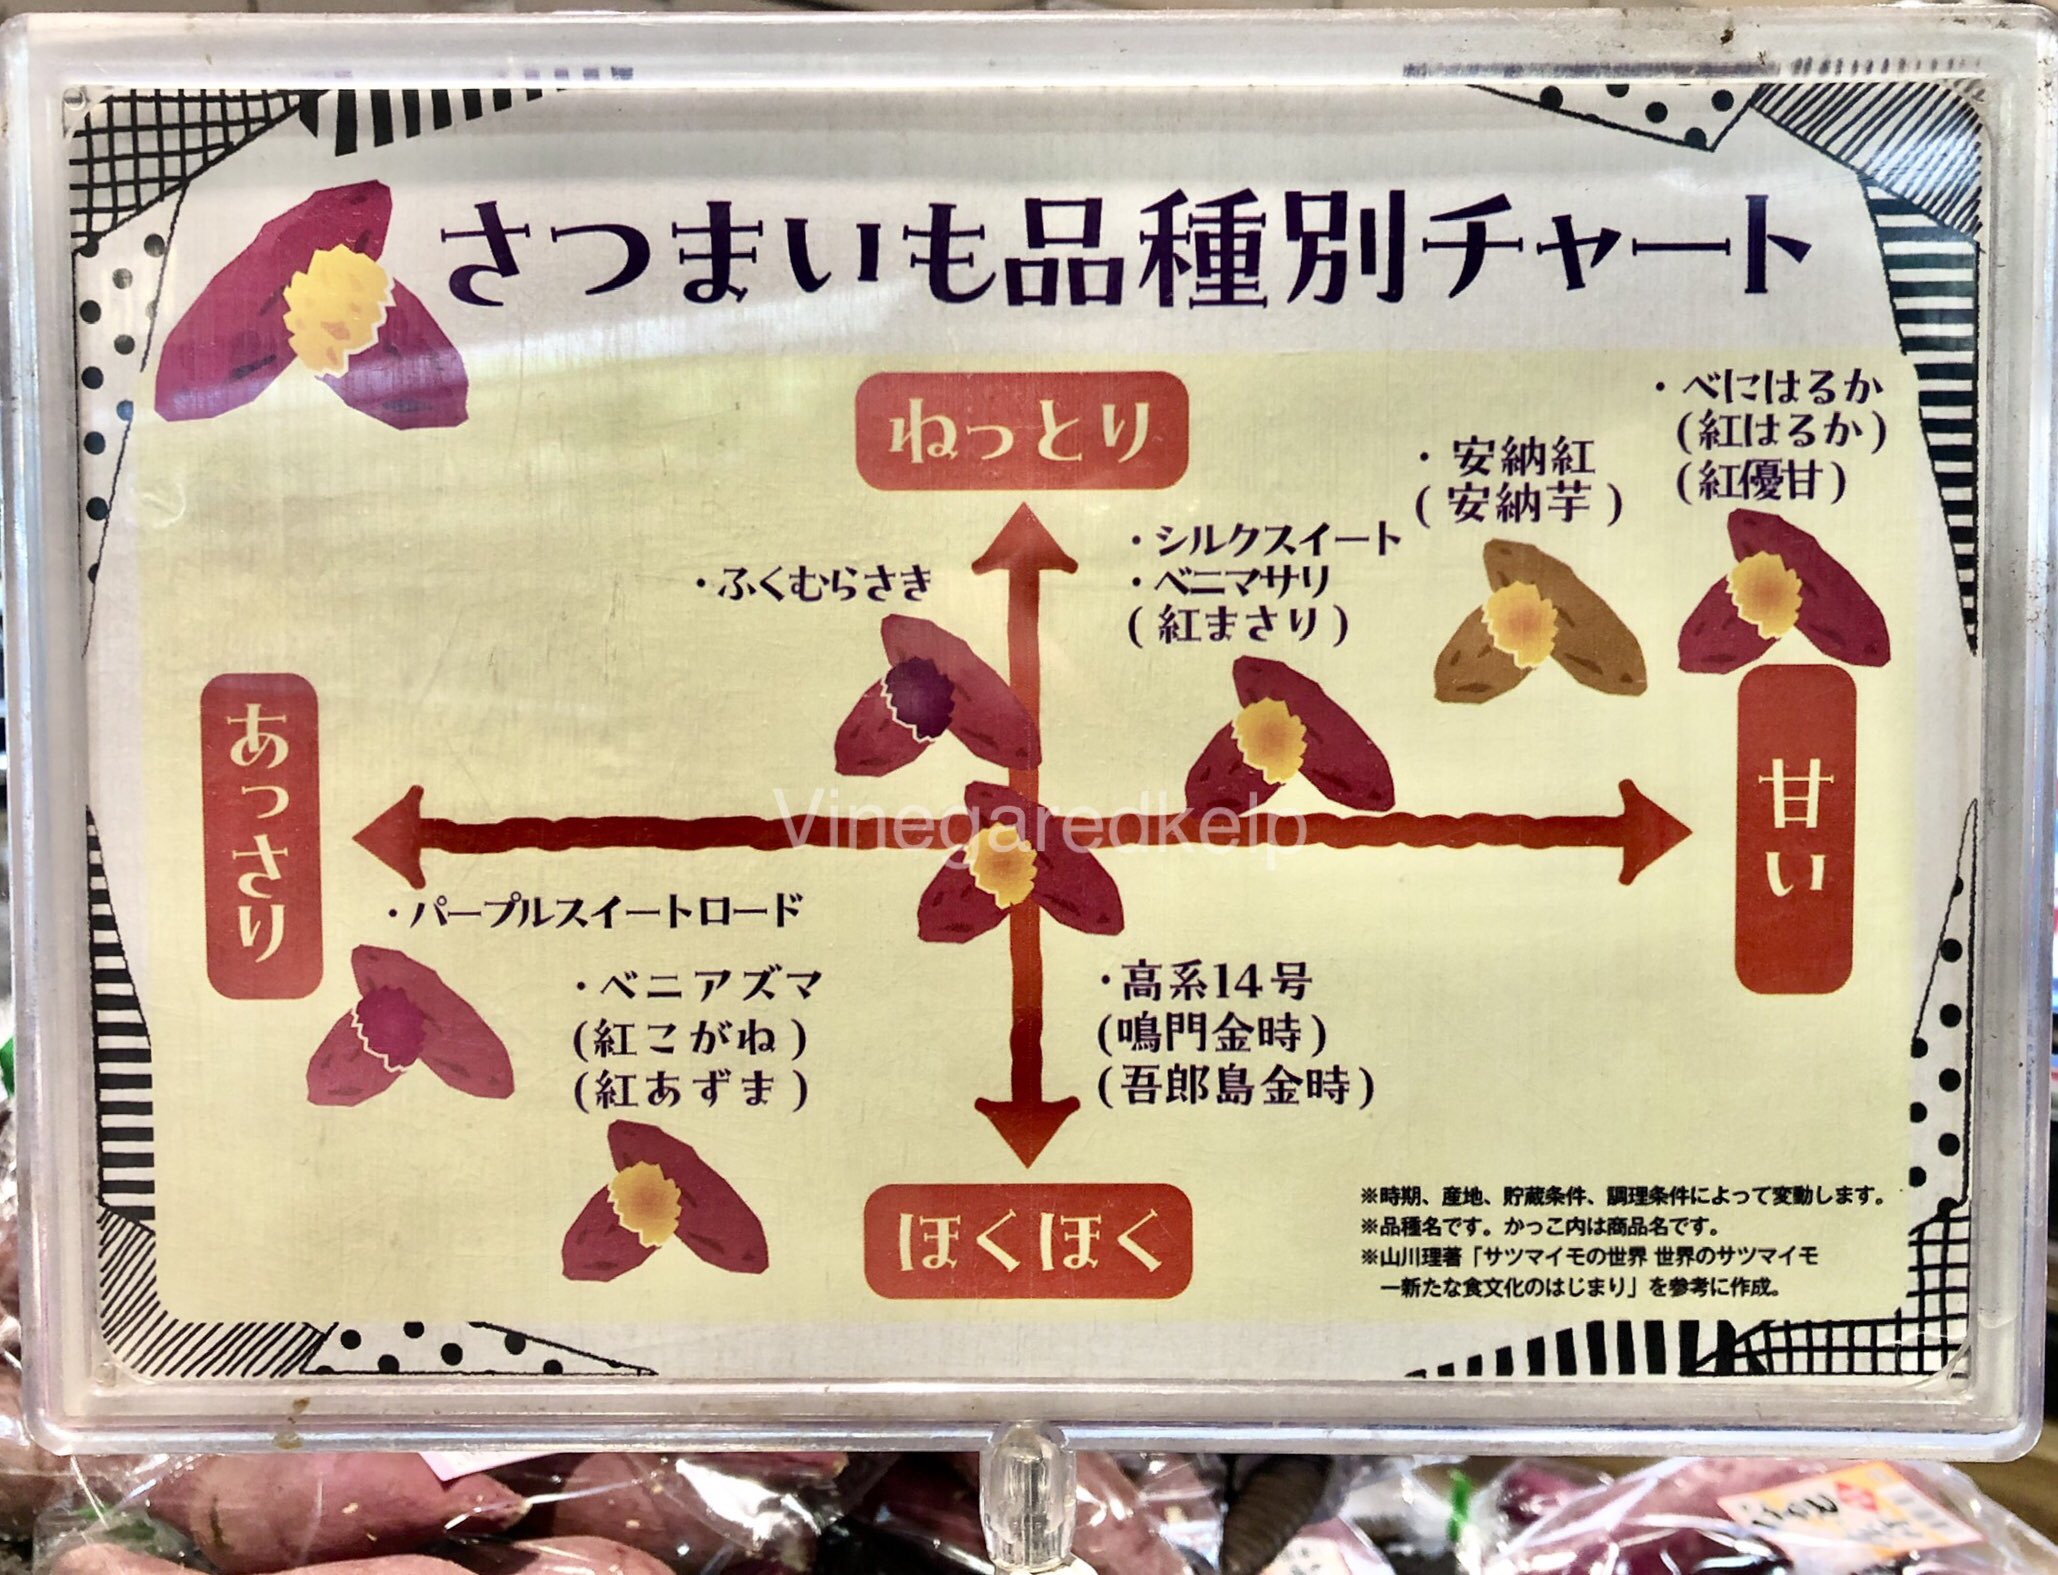 さつまいも品種別チャート
ねっとり
・べにはるか
(紅はるか)
(紅優甘)
・安納紅
(安納芋)
・シルクスイート
・ベニマサリ
(紅まさり)
・ふくむらさき
あっさり
甘い
Vinegaredkelp
・パープルスイートロード
・ベニアズマ
(紅こがね)
(紅あずま)
・高系14号
(鳴門金時)
(吾郎島金時)
ほくほく
※時期、産地、貯蔵条件、調理条件によって変動します。
※品種名です。かっこ内は商品名です。
※山川理著「サツマイモの世界 世界のサツマイモ
―新たな食文化のはじまり」を参考に作成。